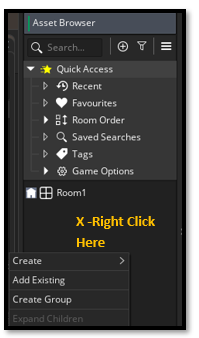 Asset Browser
Search...
Quick Access
Recent
Favourites
Room Order
Saved Searches
Tags
Game Options
Room1
X -Right Click
Here
Create
Add Existing
Create Group
Expand Children